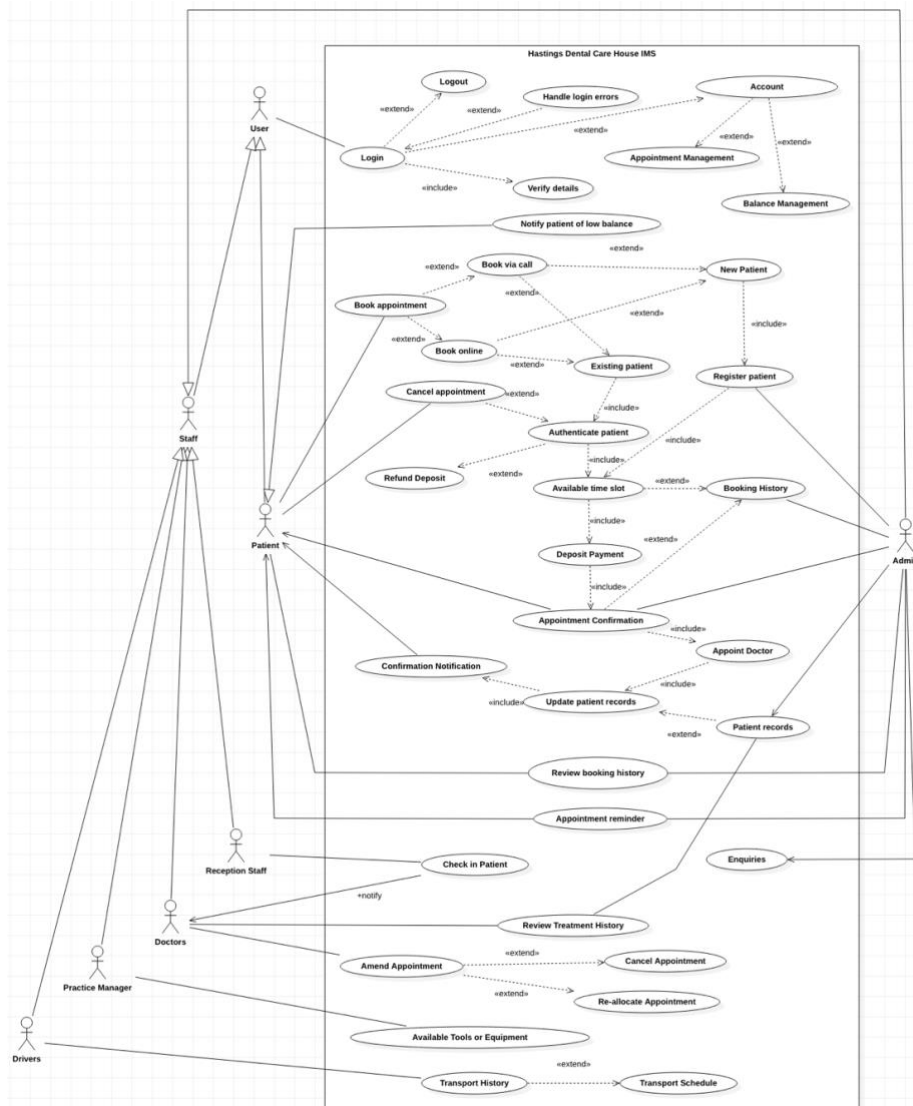 Hastings Dental Care House IMS
Logout
Account
Handle login errors
«extend»
«extend»
User
«extend»
Login
«extend»
«extend»
Appointment Management
«include»
Verify details
Balance Management
Notify patient of low balance
«extend»
Book via call
New Patient
«extend»
«extend»
Book appointment
«extend»
«include»
«extend»
Book online
«extend»
Existing patient
Register patient
Cancel appointment
«extend»
«include»
Staff
Authenticate patient
«include»
«include»
Refund Deposit
«extend»
Available time slot
«extend»
Booking History
«include»
Patient
«extend»
Deposit Payment
Admi
«include»
Appointment Confirmation
«include»
Appoint Doctor
Confirmation Notification
«include»
«include»
Update patient records
Patient records
«extend»
Review booking history
Appointment reminder
Reception Staff
Check in Patient
Enquiries
+notify
Doctors
Review Treatment History
«extend»
Cancel Appointment
Amend Appointment
Practice Manager
«extend»
Re-allocate Appointment
Available Tools or Equipment
Drivers
«extend»
Transport History
Transport Schedule